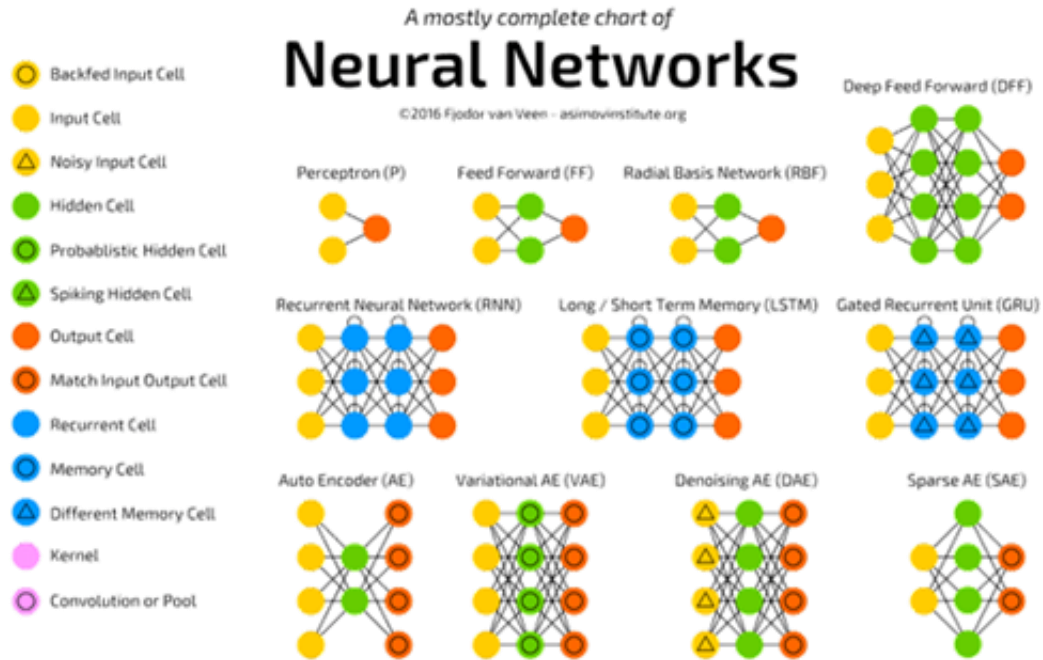 A mostly complete chart of
Neural Networks
©2016 Fjodor van Veen - asimovinstitute.org
Backfed Input Cell
Input Cell
Noisy Input Cell
Hidden Cell
Probablistic Hidden Cell
Spiking Hidden Cell
Output Cell
Match Input Output Cell
Recurrent Cell
Memory Cell
Different Memory Cell
Kernel
Convolution or Pool
Deep Feed Forward (DFF)
Perceptron (P)
Feed Forward (FF)
Radial Basis Network (RBF)
Recurrent Neural Network (RNN)
Long / Short Term Memory (LSTM)
Gated Recurrent Unit (GRU)
Auto Encoder (AE)
Variational AE (VAE)
Denoising AE (DAE)
Sparse AE (SAE)